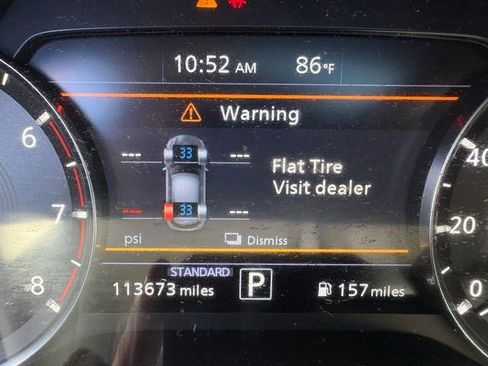 10:52 AM 86°F
Warning
--- 33 ---
Flat Tire
Visit dealer
--- 33 ---
psi Dismiss
STANDARD
113673 miles P 157 miles
6
7
8
40
20
0